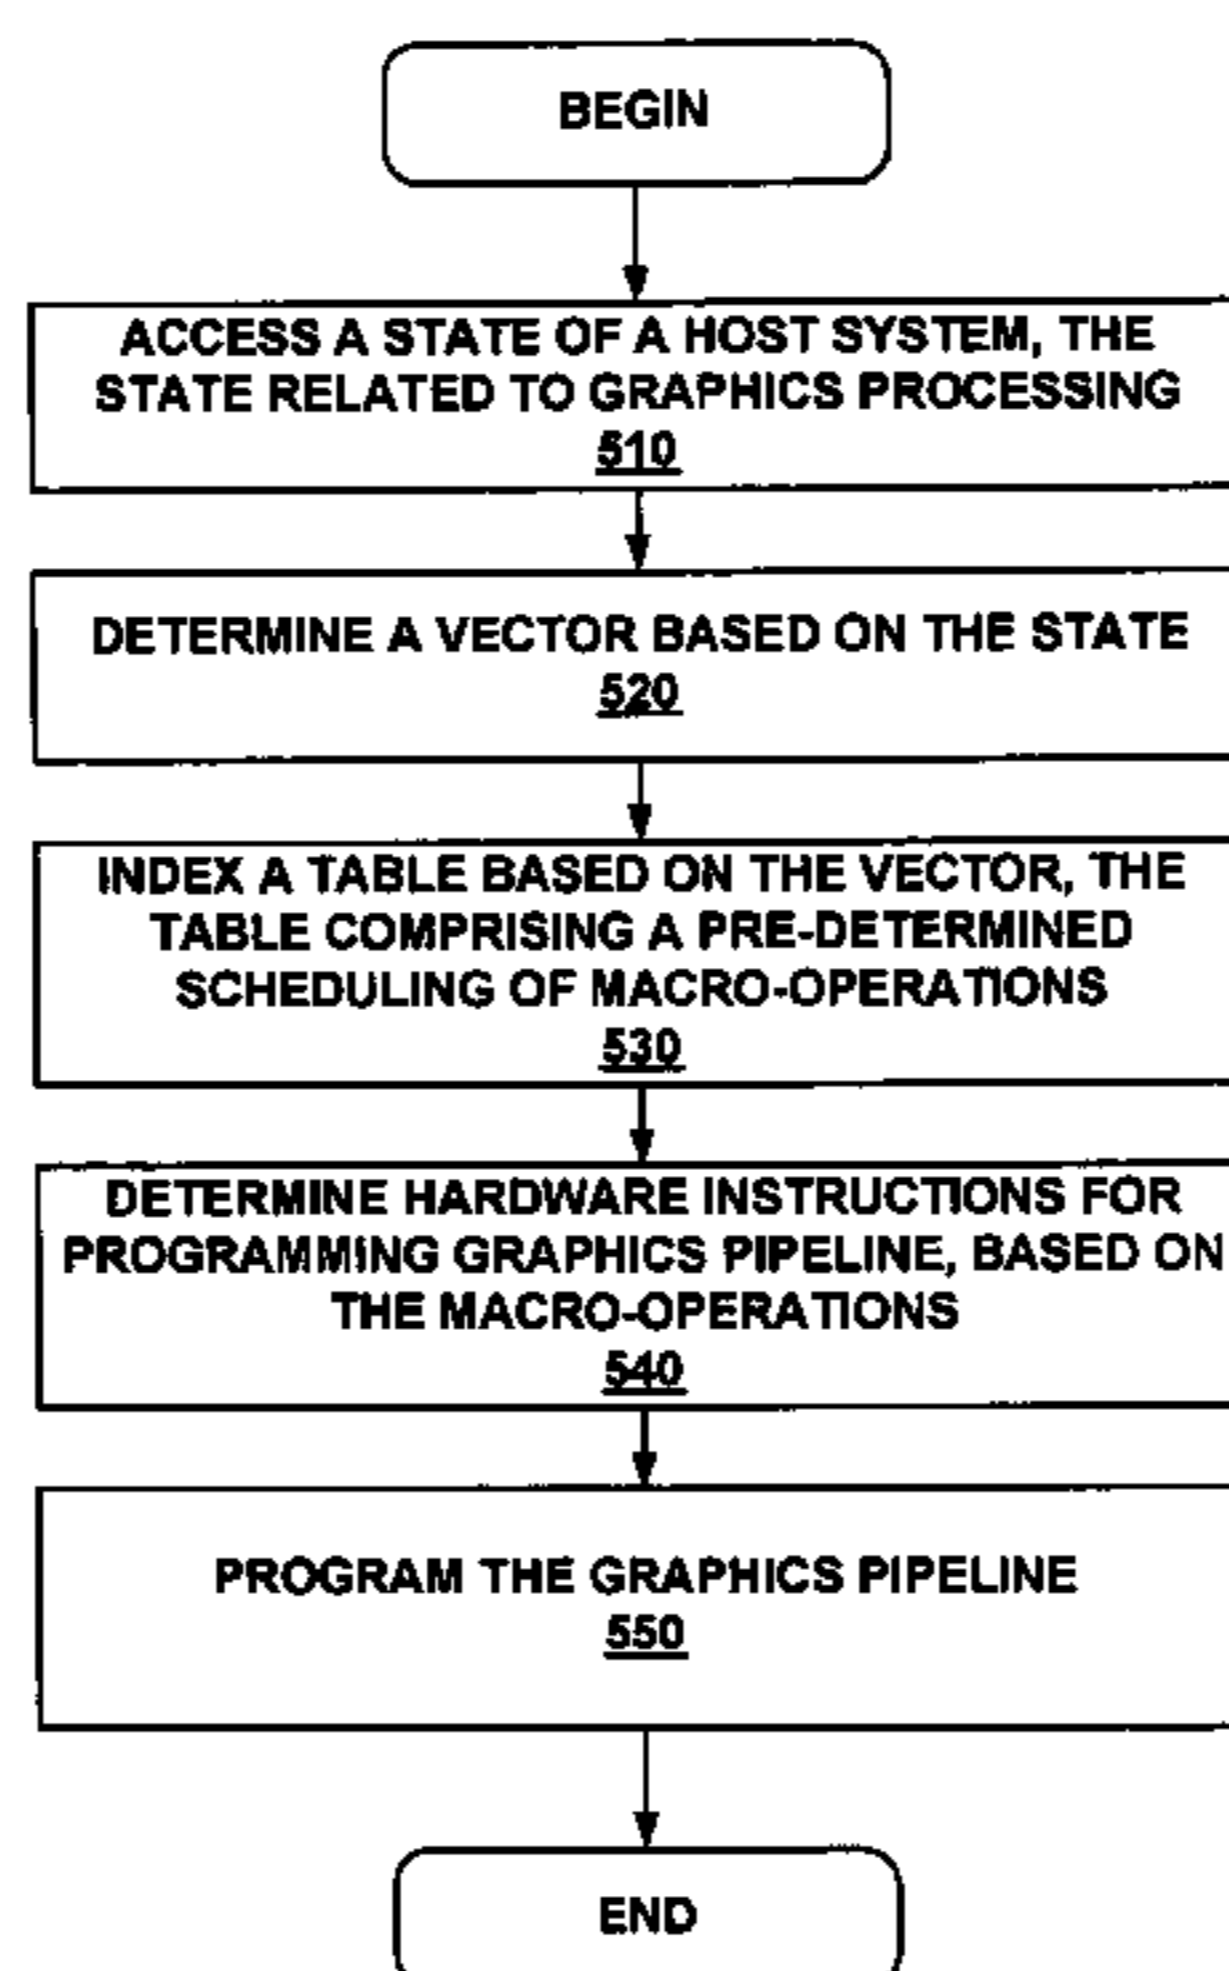 BEGIN
ACCESS A STATE OF A HOST SYSTEM, THE
STATE RELATED TO GRAPHICS PROCESSING
510
DETERMINE A VECTOR BASED ON THE STATE
520
INDEX A TABLE BASED ON THE VECTOR, THE
TABLE COMPRISING A PRE-DETERMINED
SCHEDULING OF MACRO-OPERATIONS
530
DETERMINE HARDWARE INSTRUCTIONS FOR
PROGRAMMING GRAPHICS PIPELINE, BASED ON
THE MACRO-OPERATIONS
540
PROGRAM THE GRAPHICS PIPELINE
550
END